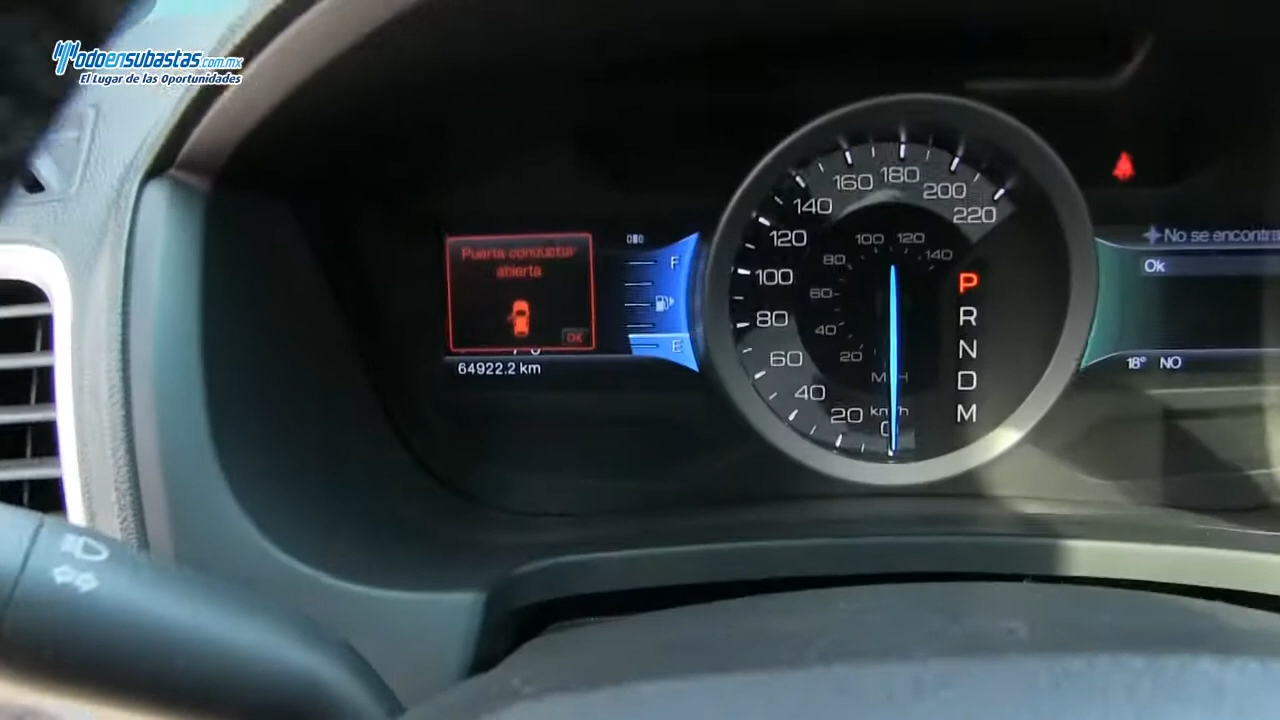 Todoensubastas.com.mx
El Lugar de las Oportunidades
Puerta conductor
abierta
OK
64922.2 km
F
E
20
40
60
80
100
120
140
160
180
200
220
20
40
60
80
100
120
140
MPH
km/h
0
P
R
N
D
M
No se encontra
Ok
18° NO